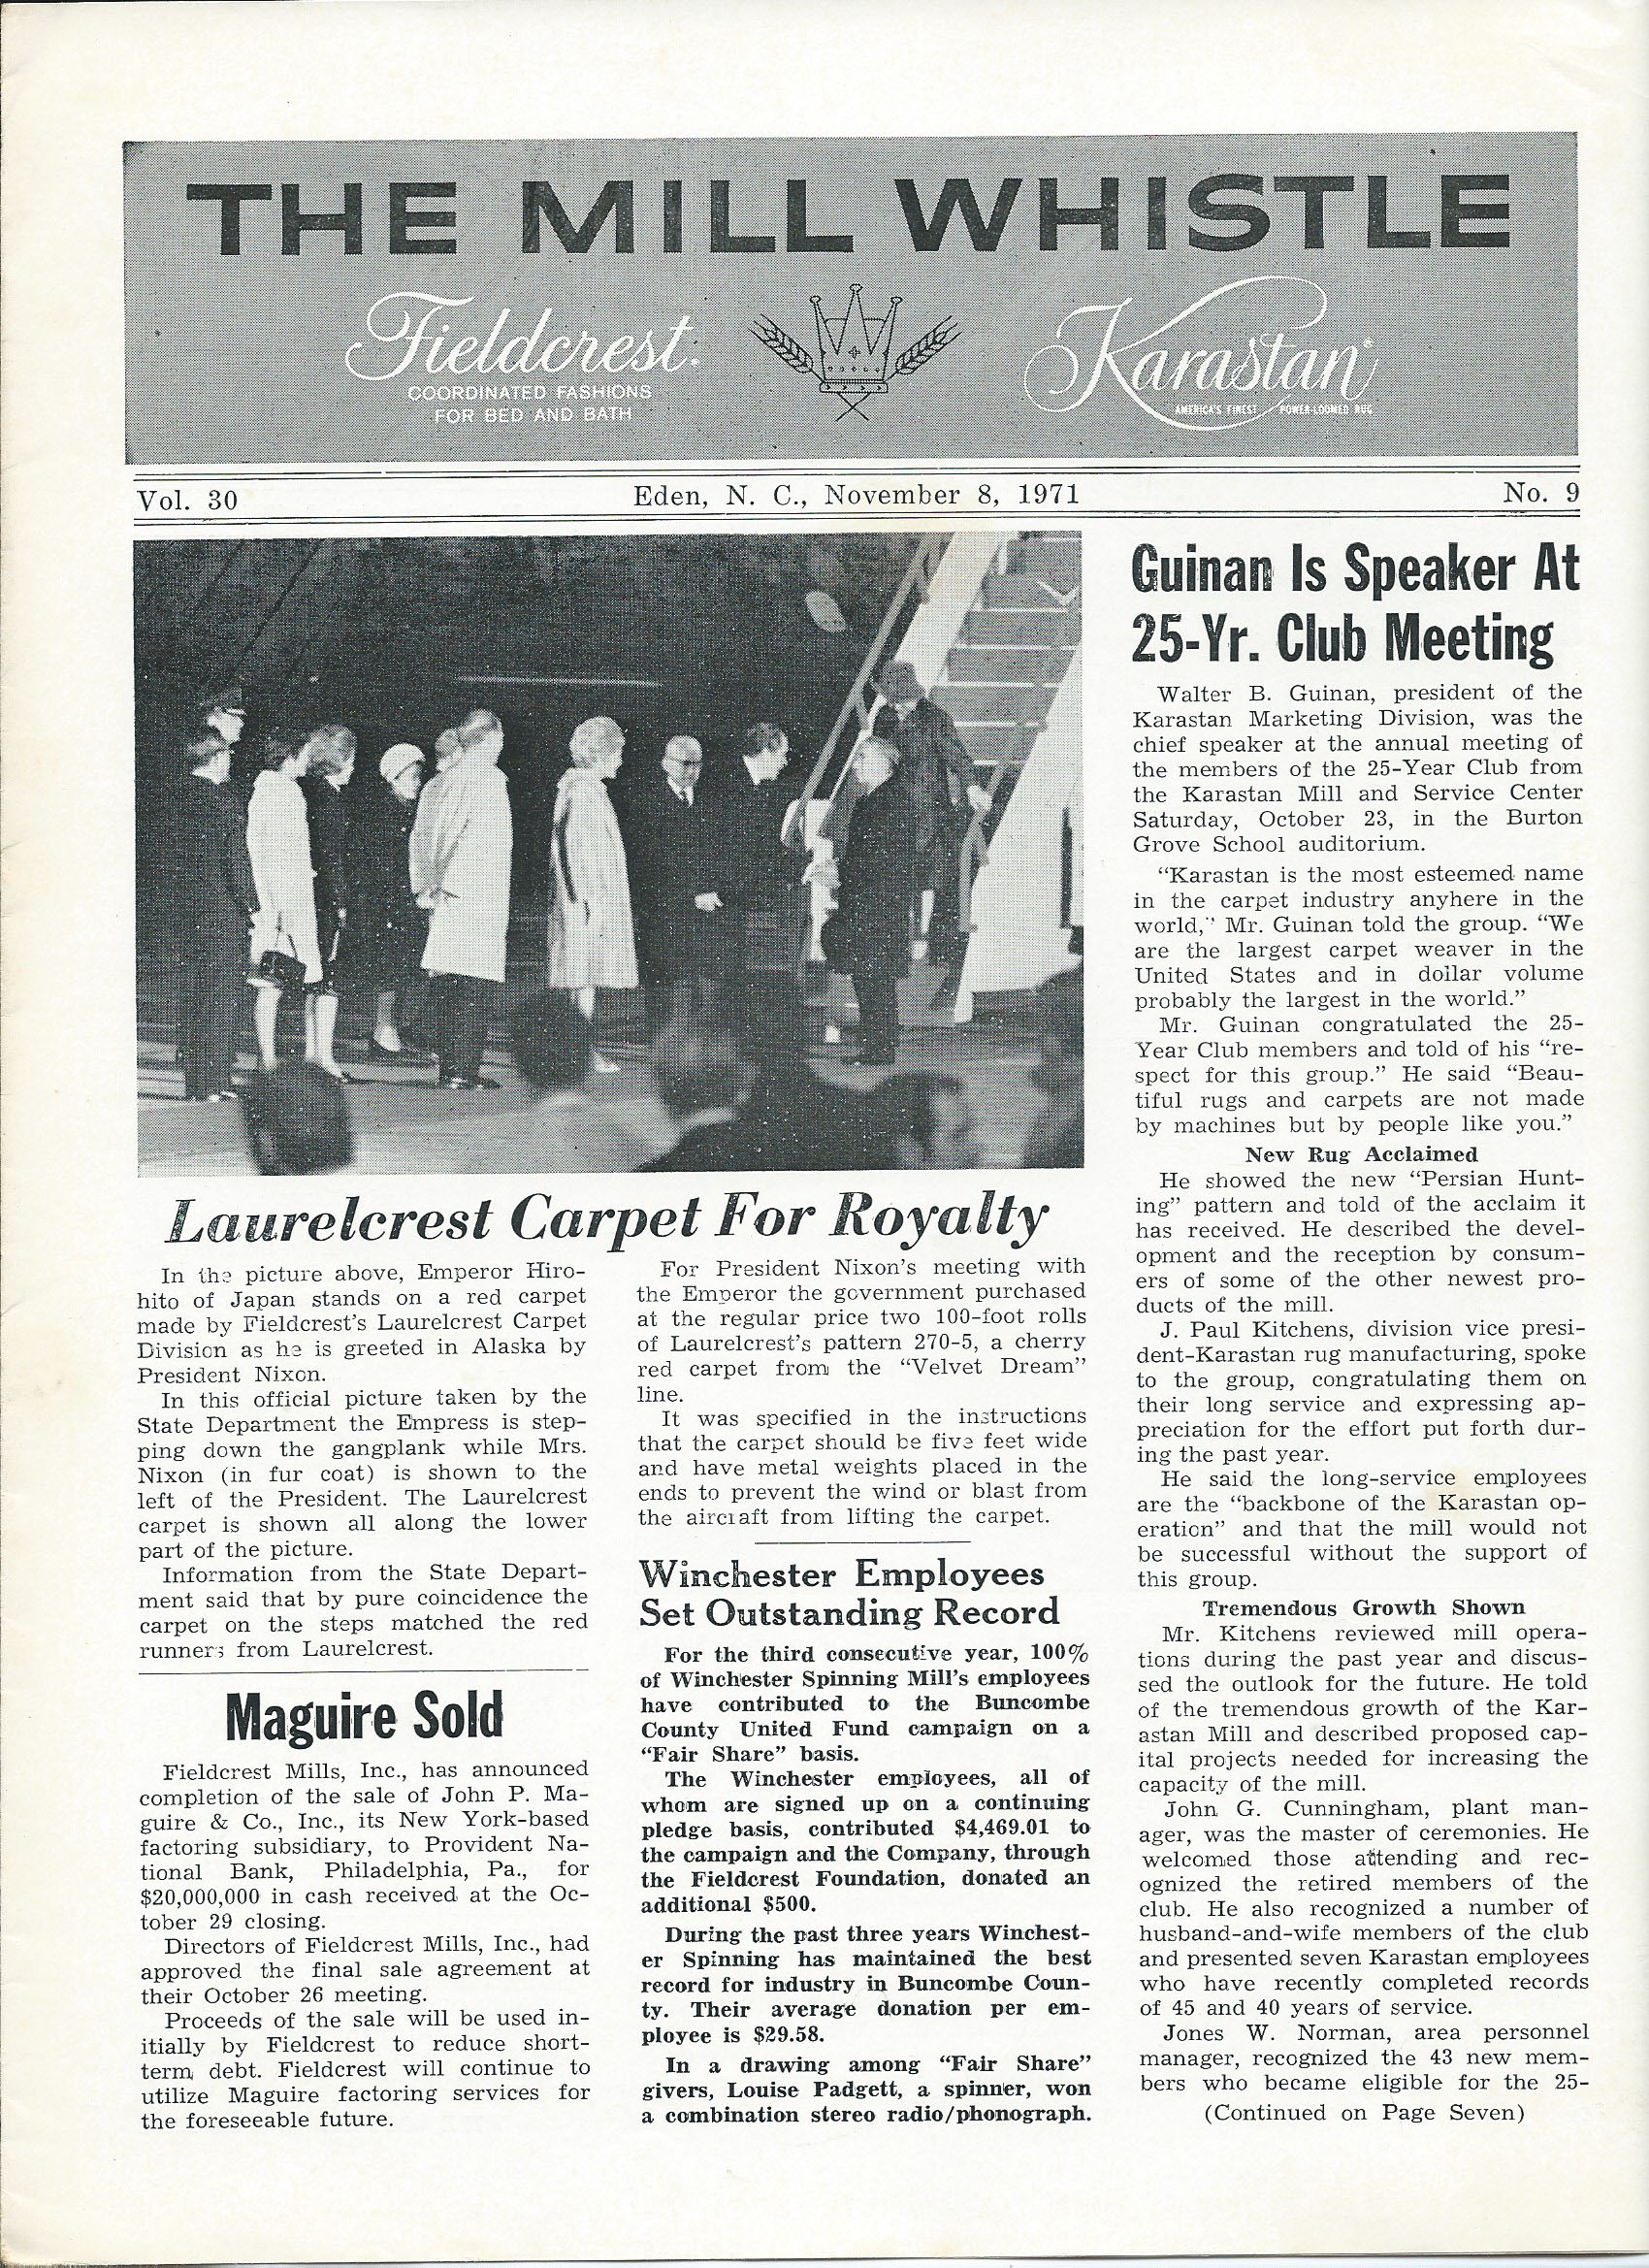 THE MILL WHISTLE
Fieldcrest.
COORDINATED FASHIONS
FOR BED AND BATH
Karastan®
AMERICA'S FINEST POWER-LOOMED RUG
Vol. 30
Eden, N. C., November 8, 1971
No. 9
Laurelcrest Carpet For Royalty
In the picture above, Emperor Hiro-
hito of Japan stands on a red carpet
made by Fieldcrest's Laurelcrest Carpet
Division as he is greeted in Alaska by
President Nixon.
In this official picture taken by the
State Department the Empress is step-
ping down the gangplank while Mrs.
Nixon (in fur coat) is shown to the
left of the President. The Laurelcrest
carpet is shown all along the lower
part of the picture.
Information from the State Depart-
ment said that by pure coincidence the
carpet on the steps matched the red
runners from Laurelcrest.
For President Nixon's meeting with
the Emperor the government purchased
at the regular price two 100-foot rolls
of Laurelcrest's pattern 270-5, a cherry
red carpet from the “Velvet Dream”
line.
It was specified in the instructions
that the carpet should be five feet wide
and have metal weights placed in the
ends to prevent the wind or blast from
the aircraft from lifting the carpet.
Maguire Sold
Fieldcrest Mills, Inc., has announced
completion of the sale of John P. Ma-
guire & Co., Inc., its New York-based
factoring subsidiary, to Provident Na-
tional Bank, Philadelphia, Pa., for
$20,000,000 in cash received at the Oc-
tober 29 closing.
Directors of Fieldcrest Mills, Inc., had
approved the final sale agreement at
their October 26 meeting.
Proceeds of the sale will be used in-
itially by Fieldcrest to reduce short-
term debt. Fieldcrest will continue to
utilize Maguire factoring services for
the foreseeable future.
Winchester Employees
Set Outstanding Record
For the third consecutive year, 100%
of Winchester Spinning Mill's employees
have contributed to the Buncombe
County United Fund campaign on a
“Fair Share” basis.
The Winchester employees, all of
whom are signed up on a continuing
pledge basis, contributed $4,469.01 to
the campaign and the Company, through
the Fieldcrest Foundation, donated an
additional $500.
During the past three years Winchest-
er Spinning has maintained the best
record for industry in Buncombe Coun-
ty. Their average donation per em-
ployee is $29.58.
In a drawing among “Fair Share”
givers, Louise Padgett, a spinner, won
a combination stereo radio/phonograph.
Guinan Is Speaker At
25-Yr. Club Meeting
Walter B. Guinan, president of the
Karastan Marketing Division, was the
chief speaker at the annual meeting of
the members of the 25-Year Club from
the Karastan Mill and Service Center
Saturday, October 23, in the Burton
Grove School auditorium.
“Karastan is the most esteemed name
in the carpet industry anyhere in the
world,” Mr. Guinan told the group. “We
are the largest carpet weaver in the
United States and in dollar volume
probably the largest in the world.”
Mr. Guinan congratulated the 25-
Year Club members and told of his “re-
spect for this group.” He said “Beau-
tiful rugs and carpets are not made
by machines but by people like you.”
New Rug Acclaimed
He showed the new “Persian Hunt-
ing” pattern and told of the acclaim it
has received. He described the devel-
opment and the reception by consum-
ers of some of the other newest pro-
ducts of the mill.
J. Paul Kitchens, division vice presi-
dent-Karastan rug manufacturing, spoke
to the group, congratulating them on
their long service and expressing ap-
preciation for the effort put forth dur-
ing the past year.
He said the long-service employees
are the “backbone of the Karastan op-
eration” and that the mill would not
be successful without the support of
this group.
Tremendous Growth Shown
Mr. Kitchens reviewed mill opera-
tions during the past year and discus-
sed the outlook for the future. He told
of the tremendous growth of the Kar-
astan Mill and described proposed cap-
ital projects needed for increasing the
capacity of the mill.
John G. Cunningham, plant man-
ager, was the master of ceremonies. He
welcomed those attending and rec-
ognized the retired members of the
club. He also recognized a number of
husband-and-wife members of the club
and presented seven Karastan employees
who have recently completed records
of 45 and 40 years of service.
Jones W. Norman, area personnel
manager, recognized the 43 new mem-
bers who became eligible for the 25-
(Continued on Page Seven)